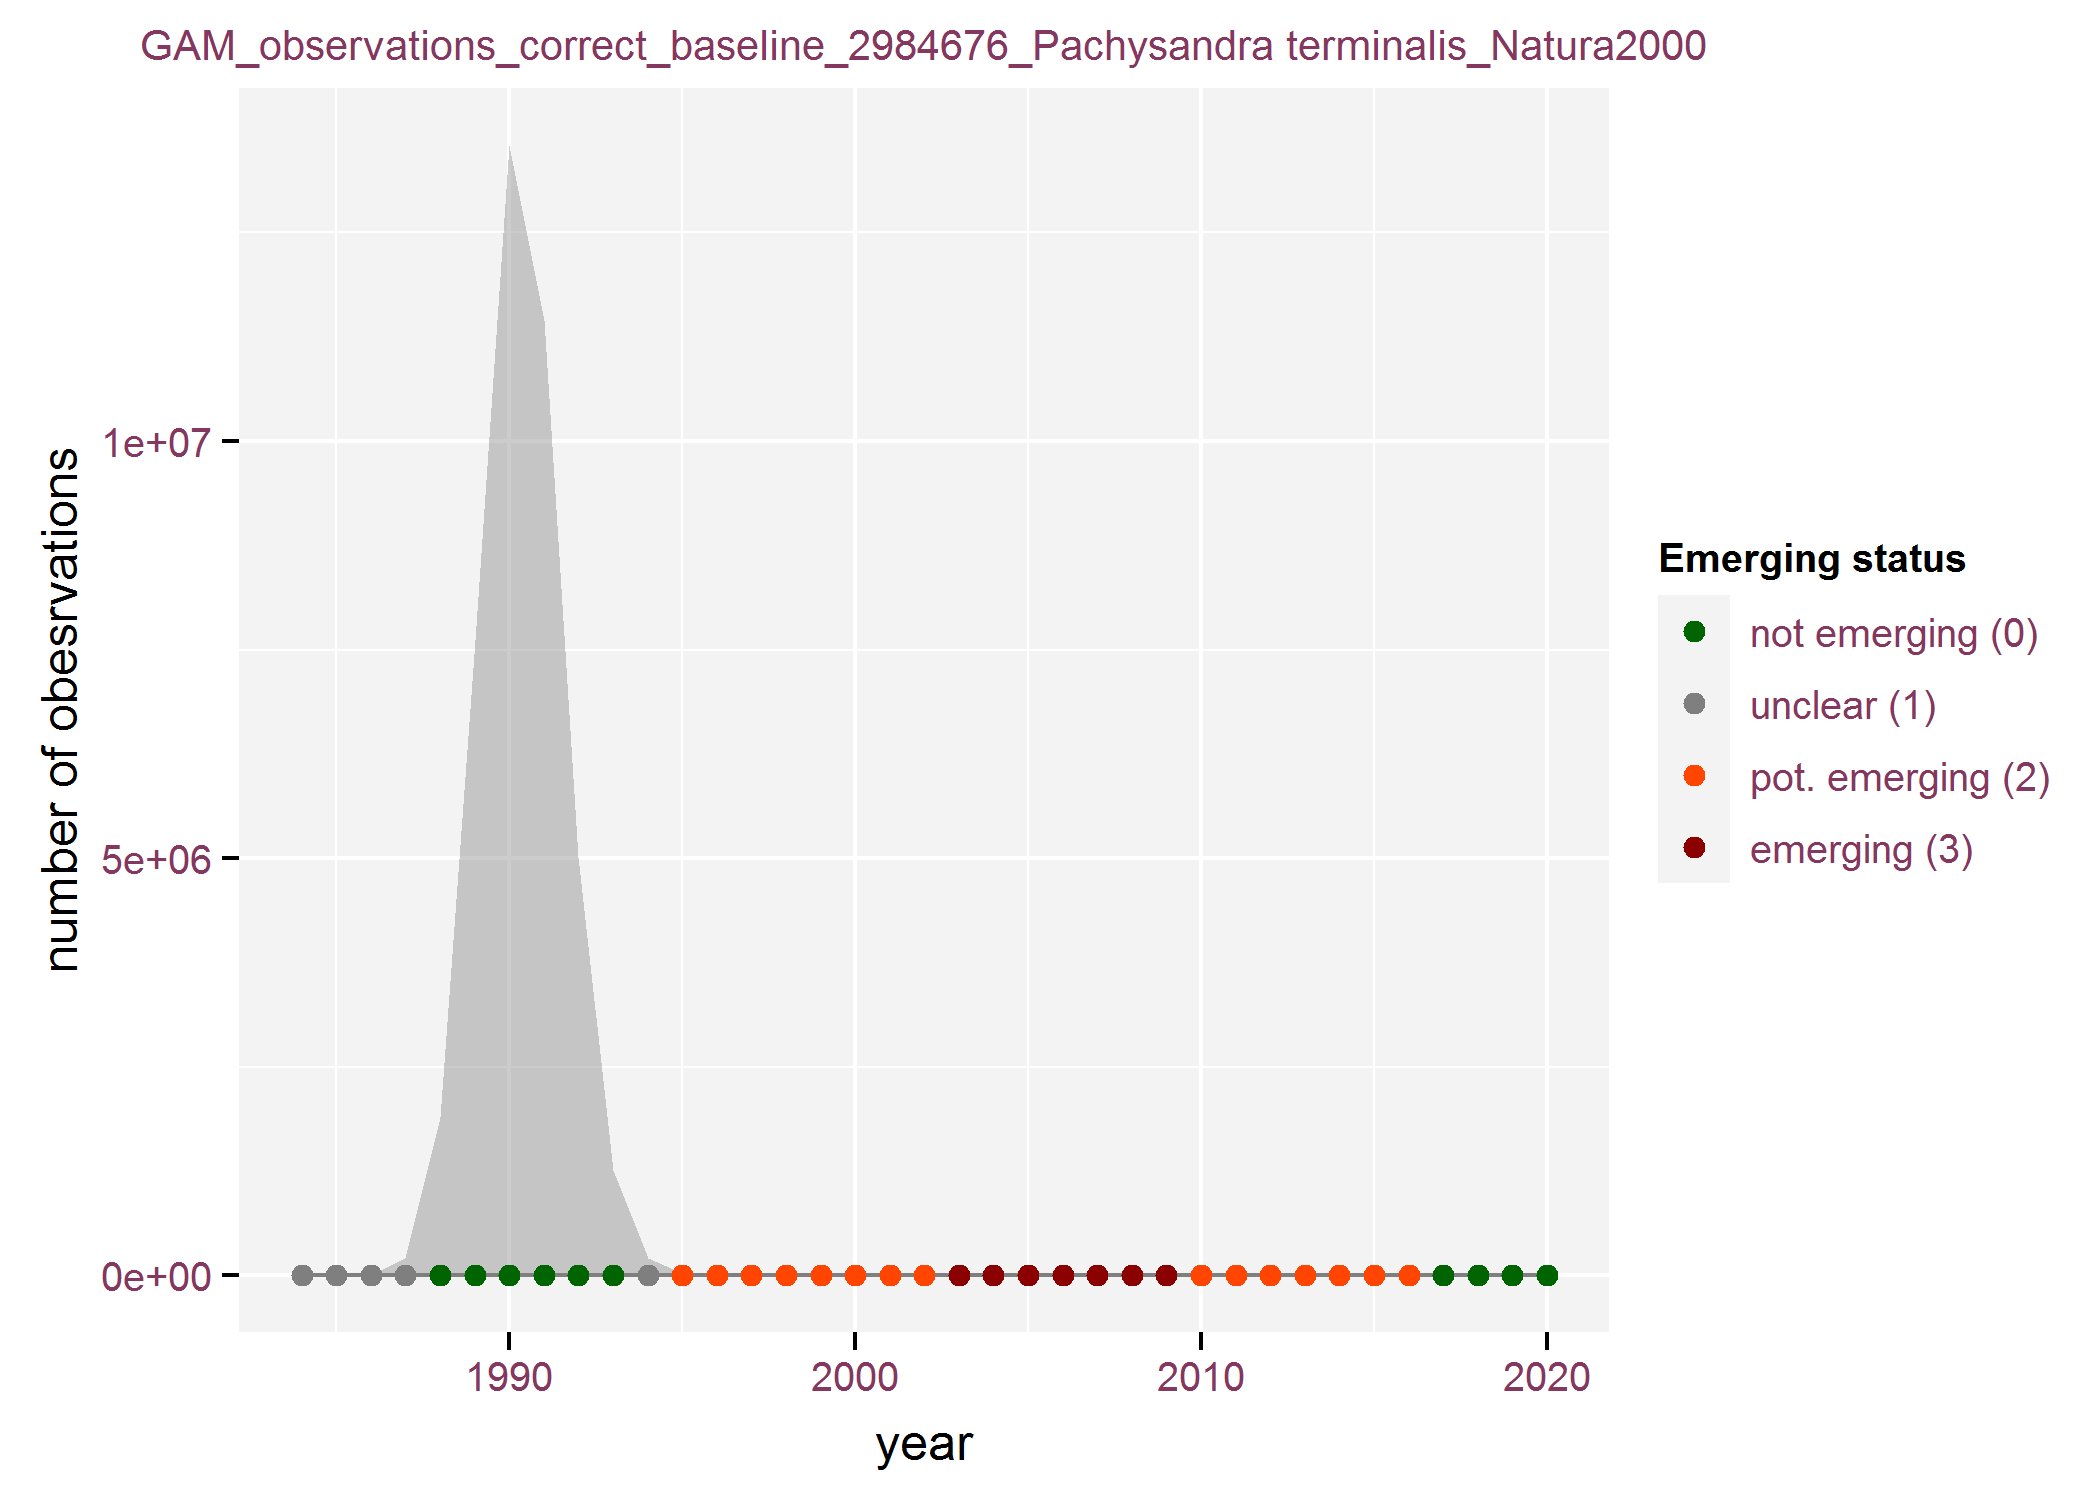 GAM_observations_correct_baseline_2984676_Pachysandra terminalis_Natura2000
number of obesrvations
1e+07
5e+06
0e+00
1990
2000
2010
2020
year
Emerging status
not emerging (0)
unclear (1)
pot. emerging (2)
emerging (3)